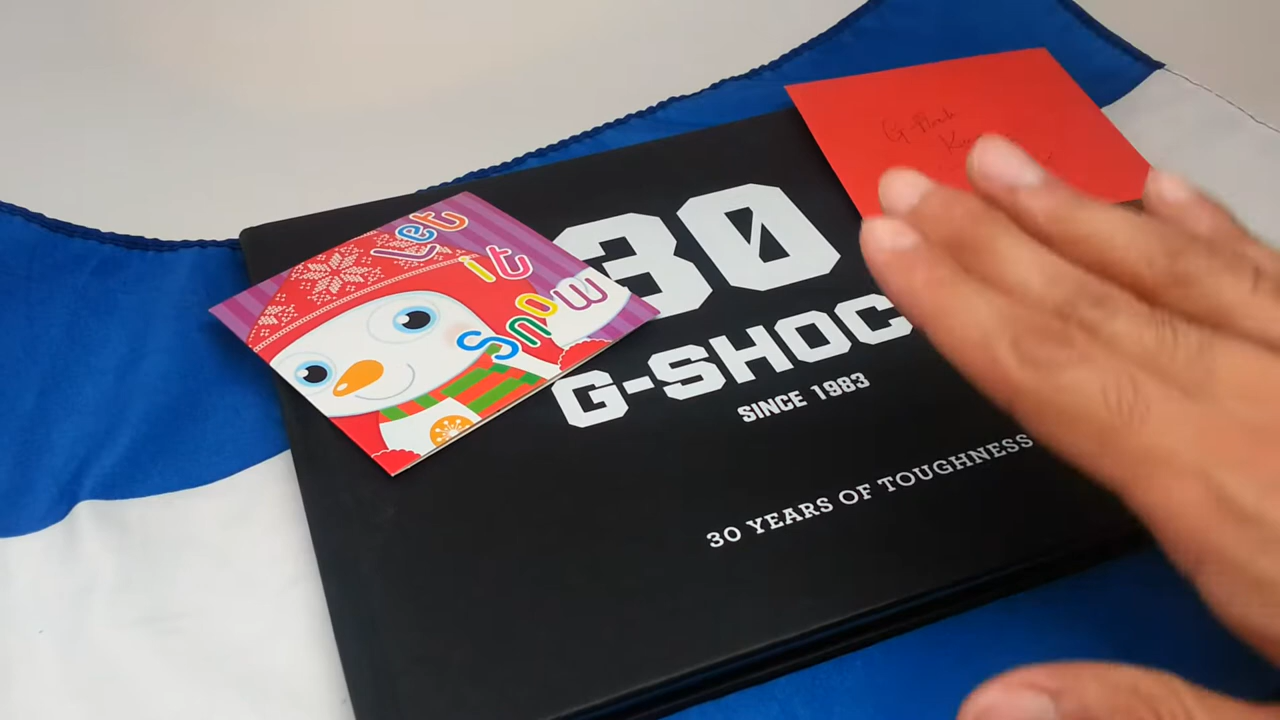 Let
it
Snow
30
G-SHOC
SINCE 1983
30 YEARS OF TOUGHNESS